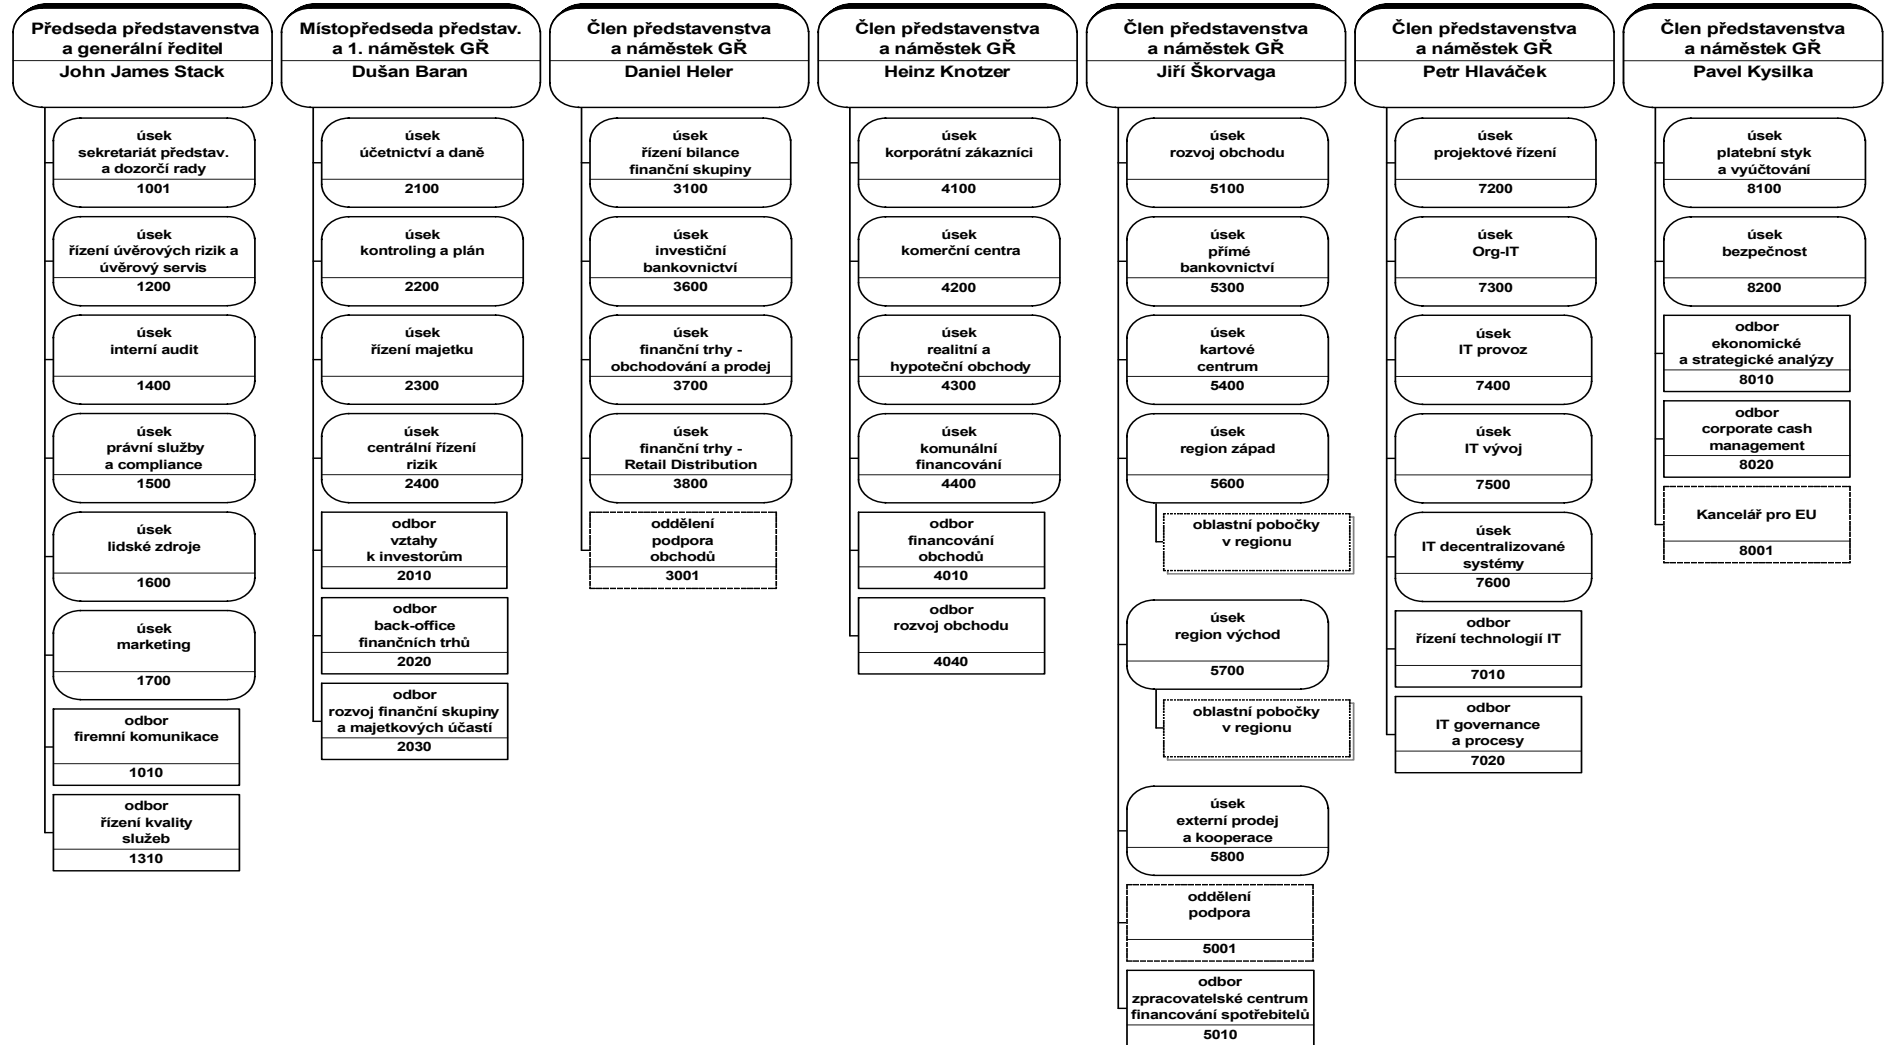 Předseda představenstva
a generální ředitel
John James Stack
úsek
sekretariát představ.
a dozorčí rady
1001
úsek
řízení úvěrových rizik a
úvěrový servis
1200
úsek
interní audit
1400
úsek
právní služby
a compliance
1500
úsek
lidské zdroje
1600
úsek
marketing
1700
odbor
firemní komunikace
1010
odbor
řízení kvality
služeb
1310
Místopředseda představ.
a 1. náměstek GŘ
Dušan Baran
úsek
účetnictví a daně
2100
úsek
kontroling a plán
2200
úsek
řízení majetku
2300
úsek
centrální řízení
rizik
2400
odbor
vztahy
k investorům
2010
odbor
back-office
finančních trhů
2020
odbor
rozvoj finanční skupiny
a majetkových účastí
2030
Člen představenstva
a náměstek GŘ
Daniel Heler
úsek
řízení bilance
finanční skupiny
3100
úsek
investiční
bankovnictví
3600
úsek
finanční trhy -
obchodování a prodej
3700
úsek
finanční trhy -
Retail Distribution
3800
oddělení
podpora
obchodů
3001
Člen představenstva
a náměstek GŘ
Heinz Knotzer
úsek
korporátní zákazníci
4100
úsek
komerční centra
4200
úsek
realitní a
hypoteční obchody
4300
úsek
komunální
financování
4400
odbor
financování
obchodů
4010
odbor
rozvoj obchodu
4040
Člen představenstva
a náměstek GŘ
Jiří Škorvaga
úsek
rozvoj obchodu
5100
úsek
přímé
bankovnictví
5300
úsek
kartové
centrum
5400
úsek
region západ
5600
oblastní pobočky
v regionu
úsek
region východ
5700
oblastní pobočky
v regionu
úsek
externí prodej
a kooperace
5800
oddělení
podpora
5001
odbor
zpracovatelské centrum
financování spotřebitelů
5010
Člen představenstva
a náměstek GŘ
Petr Hlaváček
úsek
projektové řízení
7200
úsek
Org-IT
7300
úsek
IT provoz
7400
úsek
IT vývoj
7500
úsek
IT decentralizované
systémy
7600
odbor
řízení technologií IT
7010
odbor
IT governance
a procesy
7020
Člen představenstva
a náměstek GŘ
Pavel Kysilka
úsek
platební styk
a vyúčtování
8100
úsek
bezpečnost
8200
odbor
ekonomické
a strategické analýzy
8010
odbor
corporate cash
management
8020
Kancelář pro EU
8001